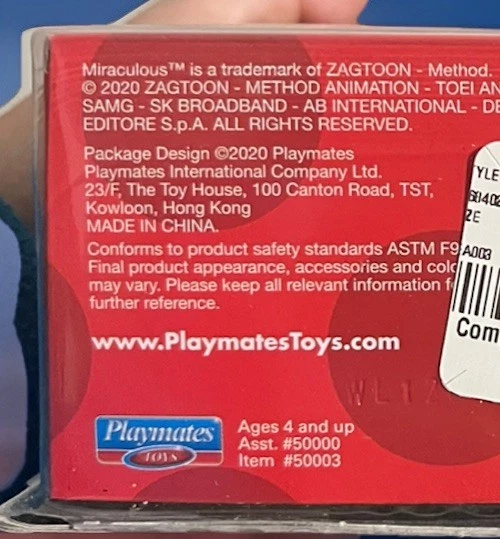 Miraculous™ is a trademark of ZAGTOON - Method.
© 2020 ZAGTOON - METHOD ANIMATION - TOEI AN
SAMG - SK BROADBAND - AB INTERNATIONAL - DE
EDITORE S.p.A. ALL RIGHTS RESERVED.
Package Design ©2020 Playmates
Playmates International Company Ltd.
23/F, The Toy House, 100 Canton Road, TST,
Kowloon, Hong Kong
MADE IN CHINA.
Conforms to product safety standards ASTM F9
Final product appearance, accessories and colo
may vary. Please keep all relevant information f
further reference.
www.PlaymatesToys.com
WL12
Playmates
TOYS
Ages 4 and up
Asst. #50000
Item #50003
YLE
ZE
A003
Com